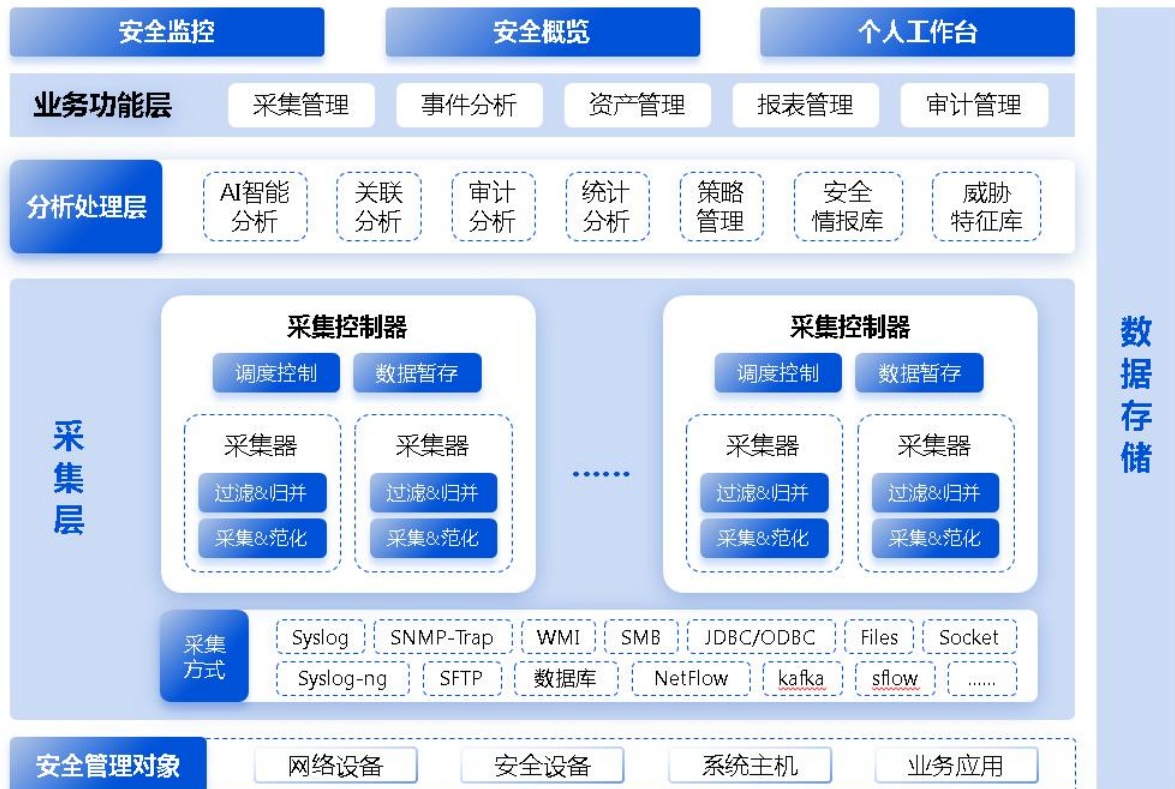 安全监控
安全概览
个人工作台
业务功能层
采集管理
事件分析
资产管理
报表管理
审计管理
分析处理层
AI智能
分析
关联
分析
审计
分析
统计
分析
策略
管理
安全
情报库
威胁
特征库
采集层
采集控制器
调度控制
数据暂存
采集器
过滤&归并
采集&范化
采集器
过滤&归并
采集&范化
......
采集控制器
调度控制
数据暂存
采集器
过滤&归并
采集&范化
采集器
过滤&归并
采集&范化
采集
方式
Syslog
SNMP-Trap
WMI
SMB
JDBC/ODBC
Files
Socket
Syslog-ng
SFTP
数据库
NetFlow
kafka
sflow
......
安全管理对象
网络设备
安全设备
系统主机
业务应用
数据存储